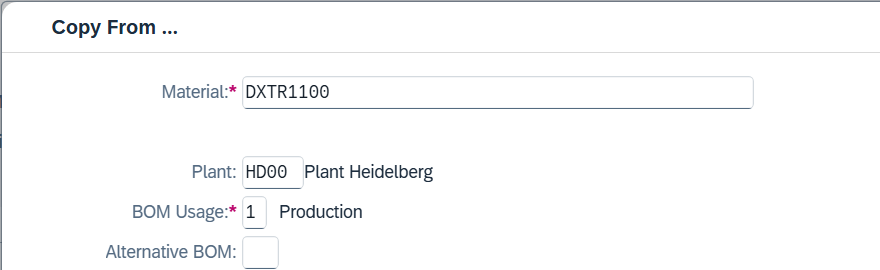 Copy From ...
Material:* DXTR1100
Plant: HD00 Plant Heidelberg
BOM Usage:* 1 Production
Alternative BOM: